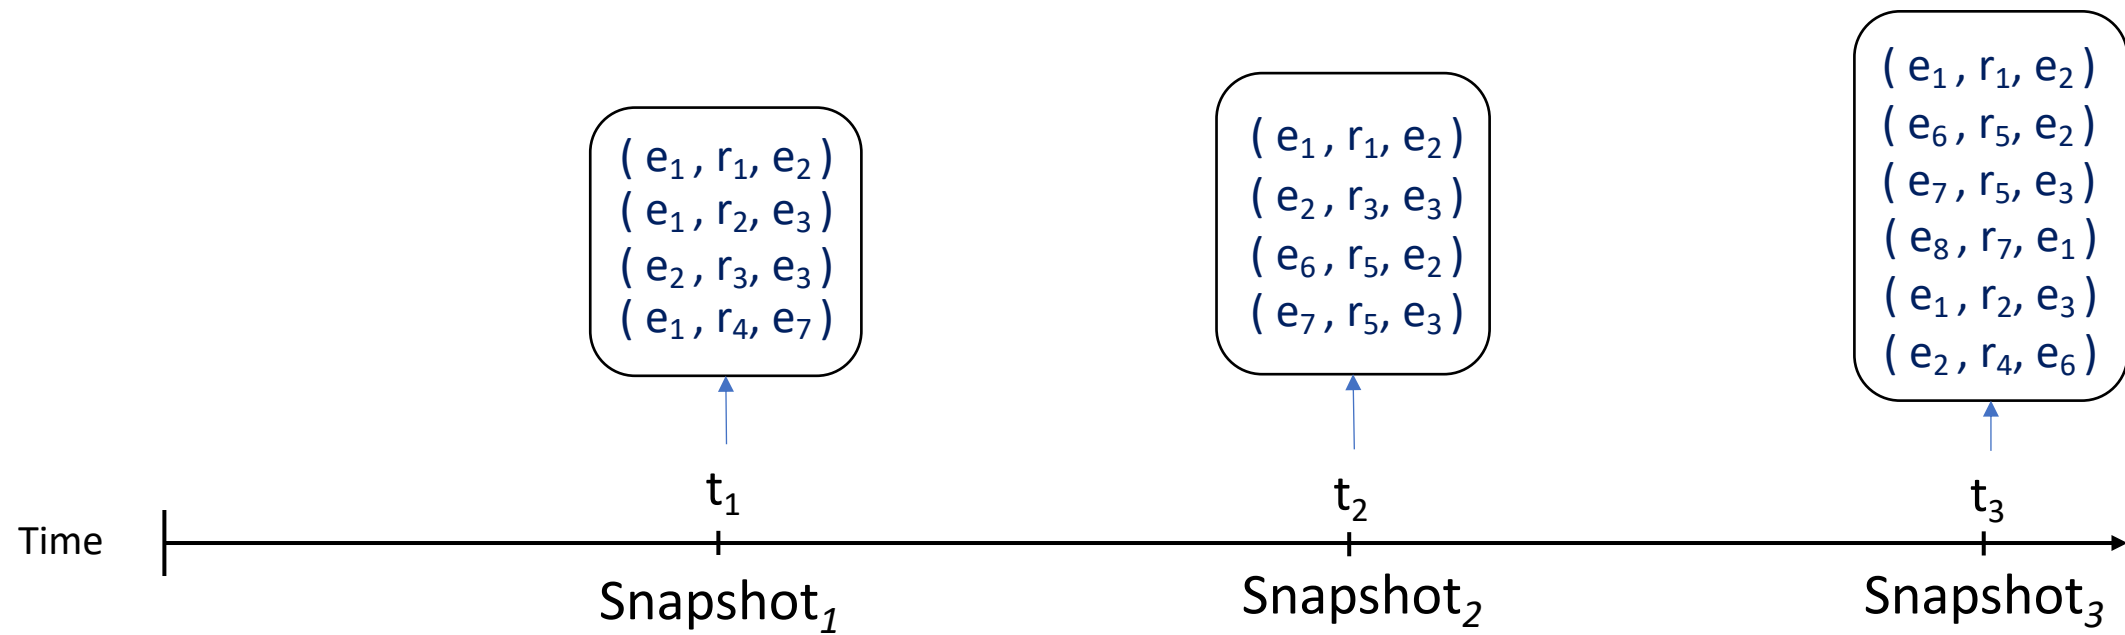 ( e₁ , r₁, e₂ )
( e₁ , r₂, e₃ )
( e₂ , r₃, e₃ )
( e₁ , r₄, e₇ )
( e₁ , r₁, e₂ )
( e₂ , r₃, e₃ )
( e₆ , r₅, e₂ )
( e₇ , r₅, e₃ )
( e₁ , r₁, e₂ )
( e₆ , r₅, e₂ )
( e₇ , r₅, e₃ )
( e₈ , r₇, e₁ )
( e₁ , r₂, e₃ )
( e₂ , r₄, e₆ )
t₁
t₂
t₃
Time
Snapshot₁
Snapshot₂
Snapshot₃